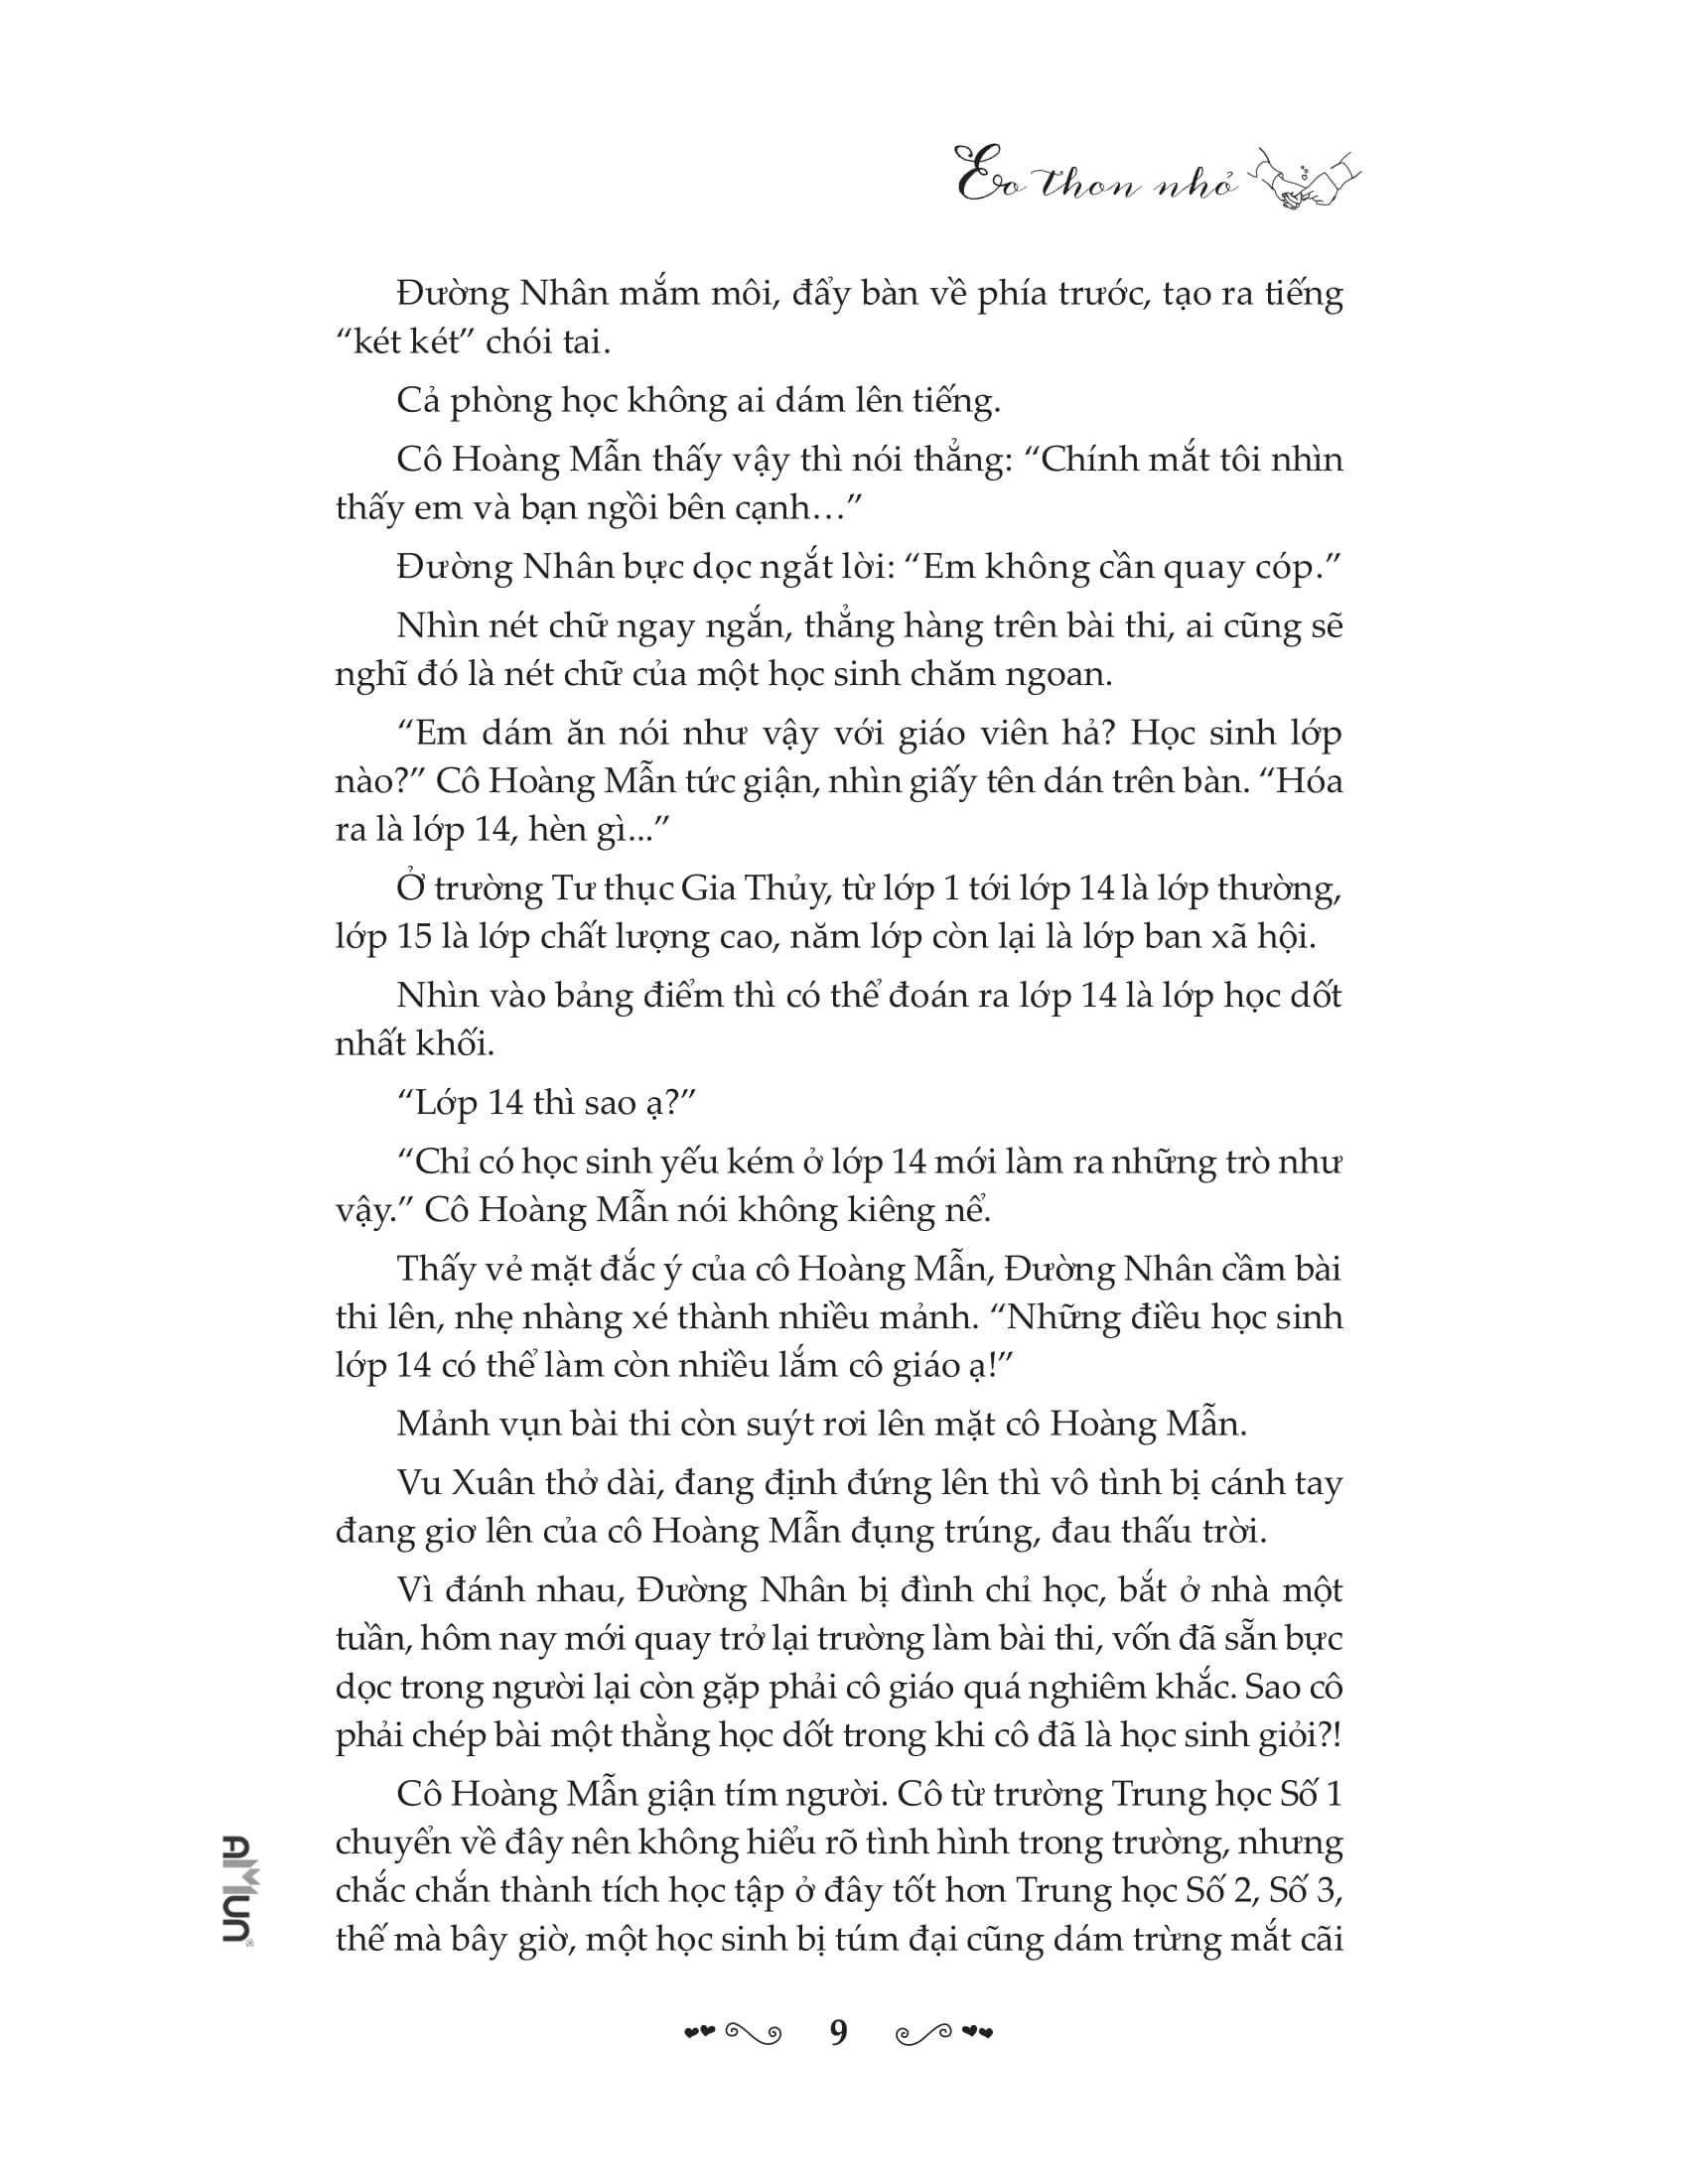 Eo thon nhỏ
Đường Nhân mắm môi, đẩy bàn về phía trước, tạo ra tiếng
“két két” chói tai.
Cả phòng học không ai dám lên tiếng.
Cô Hoàng Mẫn thấy vậy thì nói thẳng: “Chính mắt tôi nhìn
thấy em và bạn ngồi bên cạnh…”
Đường Nhân bực dọc ngắt lời: “Em không cần quay cóp.”
Nhìn nét chữ ngay ngắn, thẳng hàng trên bài thi, ai cũng sẽ
nghĩ đó là nét chữ của một học sinh chăm ngoan.
“Em dám ăn nói như vậy với giáo viên hả? Học sinh lớp
nào?” Cô Hoàng Mẫn tức giận, nhìn giấy tên dán trên bàn. “Hóa
ra là lớp 14, hèn gì...”
Ở trường Tư thục Gia Thủy, từ lớp 1 tới lớp 14 là lớp thường,
lớp 15 là lớp chất lượng cao, năm lớp còn lại là lớp ban xã hội.
Nhìn vào bảng điểm thì có thể đoán ra lớp 14 là lớp học dốt
nhất khối.
“Lớp 14 thì sao ạ?”
“Chỉ có học sinh yếu kém ở lớp 14 mới làm ra những trò như
vậy.” Cô Hoàng Mẫn nói không kiêng nể.
Thấy vẻ mặt đắc ý của cô Hoàng Mẫn, Đường Nhân cầm bài
thi lên, nhẹ nhàng xé thành nhiều mảnh. “Những điều học sinh
lớp 14 có thể làm còn nhiều lắm cô giáo ạ!”
Mảnh vụn bài thi còn suýt rơi lên mặt cô Hoàng Mẫn.
Vu Xuân thở dài, đang định đứng lên thì vô tình bị cánh tay
đang giơ lên của cô Hoàng Mẫn đụng trúng, đau thấu trời.
Vì đánh nhau, Đường Nhân bị đình chỉ học, bắt ở nhà một
tuần, hôm nay mới quay trở lại trường làm bài thi, vốn đã sẵn bực
dọc trong người lại còn gặp phải cô giáo quá nghiêm khắc. Sao cô
phải chép bài một thằng học dốt trong khi cô đã là học sinh giỏi?!
Cô Hoàng Mẫn giận tím người. Cô từ trường Trung học Số 1
chuyển về đây nên không hiểu rõ tình hình trong trường, nhưng
chắc chắn thành tích học tập ở đây tốt hơn Trung học Số 2, Số 3,
thế mà bây giờ, một học sinh bị túm đại cũng dám trừng mắt cãi
AMUN®
9